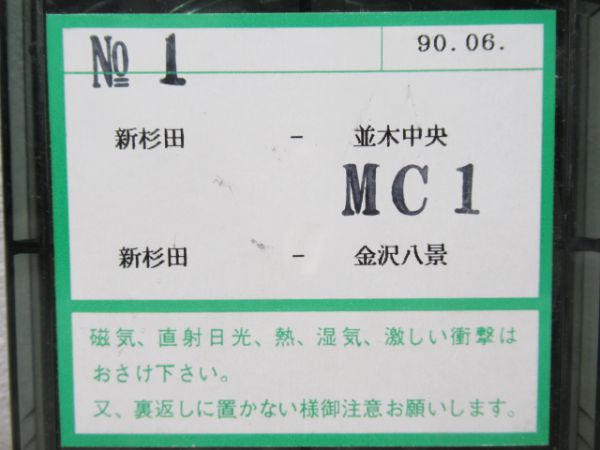 № 1
90.06.
新杉田 - 並木中央
MC1
新杉田 - 金沢八景
磁気、直射日光、熱、湿気、激しい衝撃は
おさけ下さい。
又、裏返しに置かない様御注意お願いします。